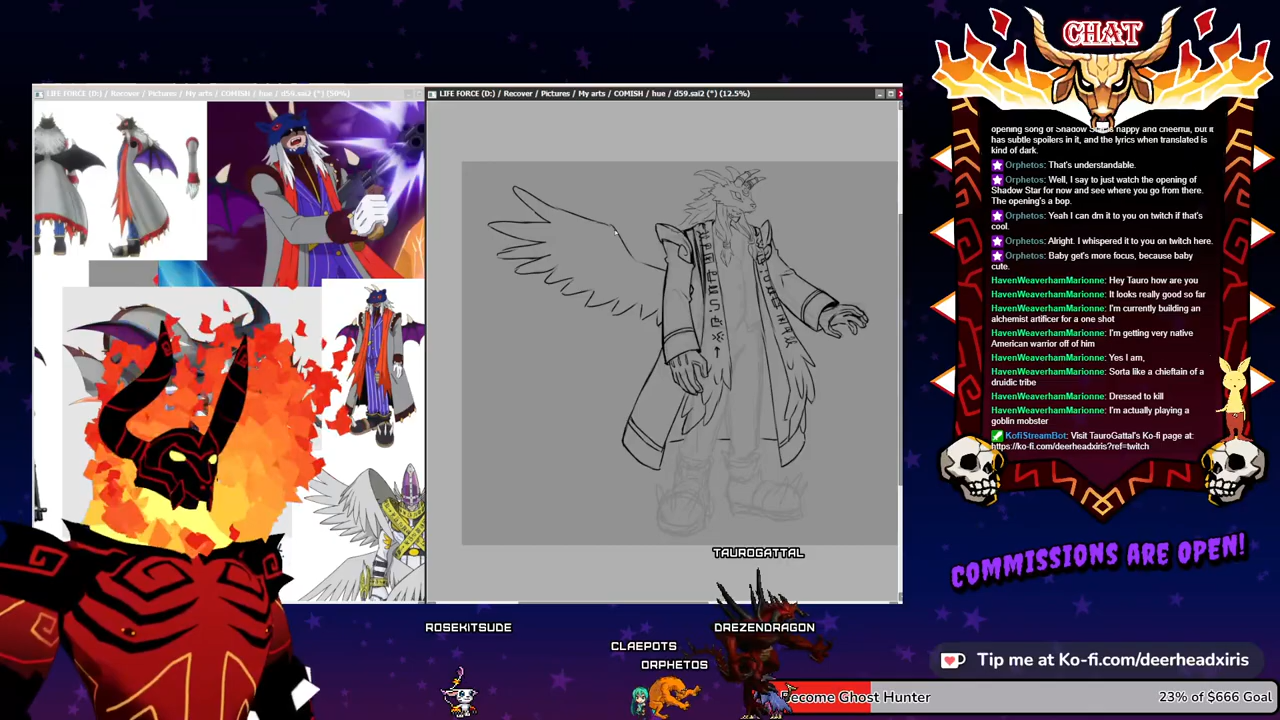 LIFE FORCE (D:) / Recover / Pictures / My arts / COMISH / hue / d59.sai2 (*) (50%)
LIFE FORCE (D:) / Recover / Pictures / My arts / COMISH / hue / d59.sai2 (*) (12.5%)
CHAT
opening song of Shadow Star is happy and cheerful, but it
has subtle spoilers in it, and the lyrics when translated is
kind of dark.
Orphetos: That's understandable.
Orphetos: Well, I say to just watch the opening of
Shadow Star for now and see where you go from there.
The opening's a bop.
Orphetos: Yeah I can dm it to you on twitch if that's
cool.
Orphetos: Alright. I whispered it to you on twitch here.
Orphetos: Baby get's more focus, because baby
cute.
HavenWeaverhamMarionne: Hey Tauro how are you
HavenWeaverhamMarionne: It looks really good so far
HavenWeaverhamMarionne: I'm currently building an
alchemist artificer for a one shot
HavenWeaverhamMarionne: I'm getting very native
American warrior off of him
HavenWeaverhamMarionne: Yes I am,
HavenWeaverhamMarionne: Sorta like a chieftain of a
druidic tribe
HavenWeaverhamMarionne: Dressed to kill
HavenWeaverhamMarionne: I'm actually playing a
goblin mobster
KofiStreamBot: Visit TauroGattal's Ko-fi page at:
https://ko-fi.com/deerheadxiris?ref=twitch
COMMISSIONS ARE OPEN!
TAUROGATTAL
ROSEKITSUDE
DREZENDRAGON
CLAEPOTS
ORPHETOS
Tip me at Ko-fi.com/deerheadxiris
ecome Ghost Hunter
23% of $666 Goal